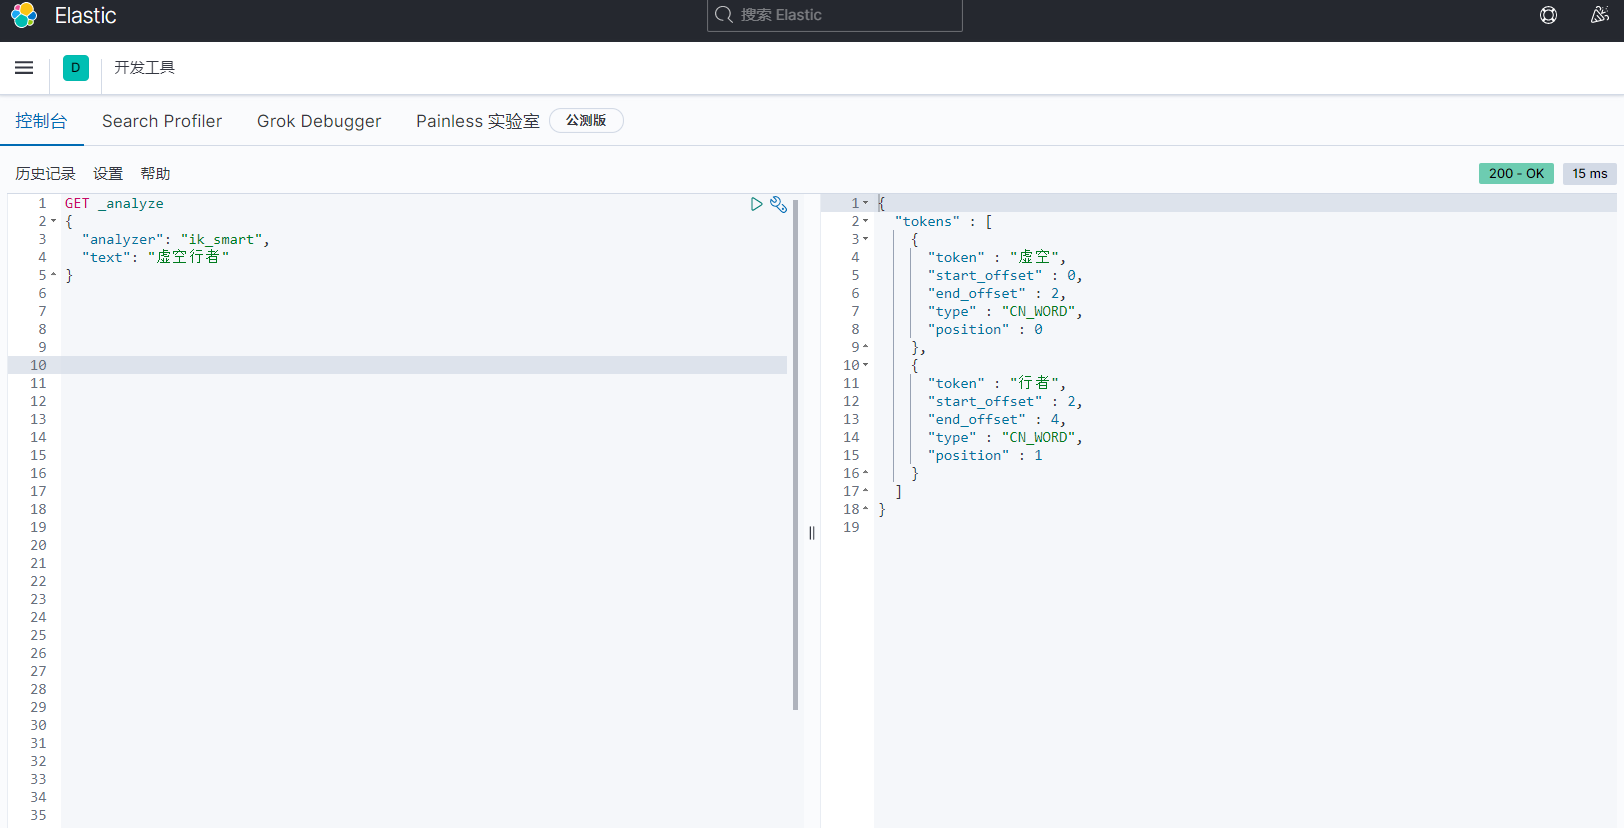 Elastic
搜索 Elastic
D 开发工具
控制台 Search Profiler Grok Debugger Painless 实验室 公测版
历史记录 设置 帮助
200 - OK 15 ms
1 GET _analyze
2 {
3 "analyzer": "ik_smart",
4 "text": "虚空行者"
5 }
6
7
8
9
10
11
12
13
14
15
16
17
18
19
20
21
22
23
24
25
26
27
28
29
30
31
32
33
34
35
1 {
2 "tokens" : [
3 {
4 "token" : "虚空",
5 "start_offset" : 0,
6 "end_offset" : 2,
7 "type" : "CN_WORD",
8 "position" : 0
9 },
10 {
11 "token" : "行者",
12 "start_offset" : 2,
13 "end_offset" : 4,
14 "type" : "CN_WORD",
15 "position" : 1
16 }
17 ]
18 }
19